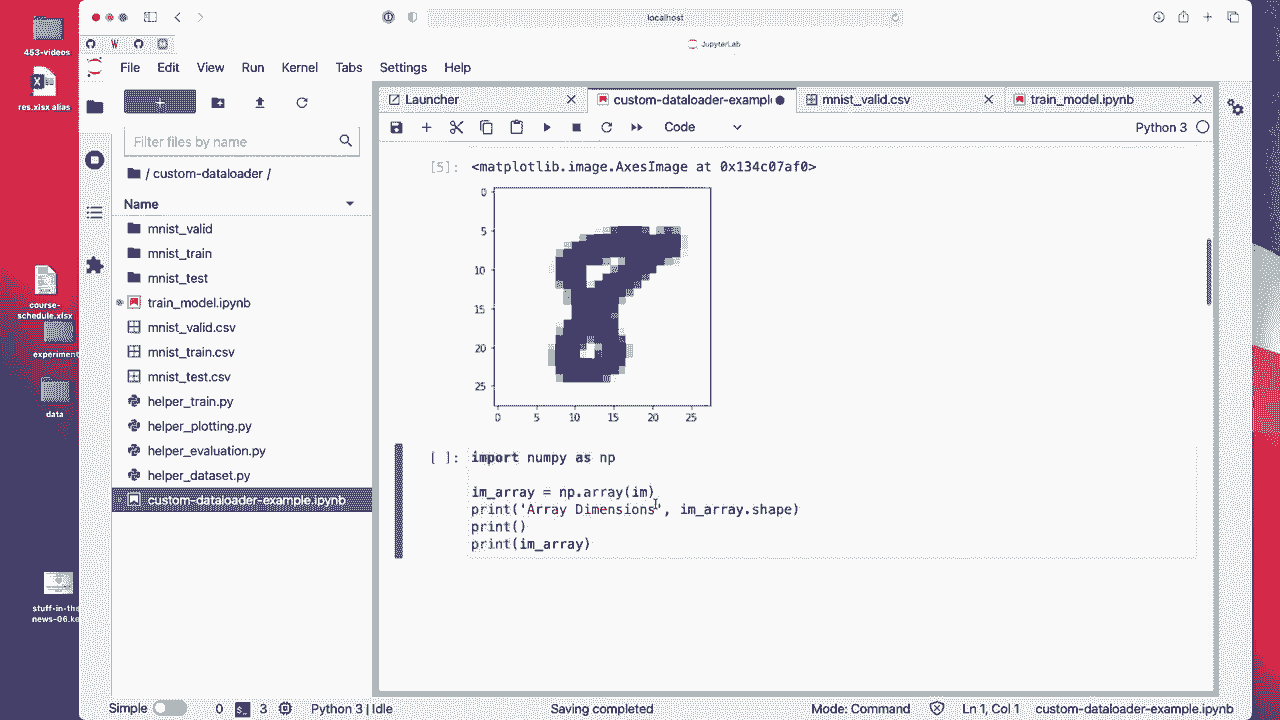 localhost
JupyterLab
453-videos
res.xlsx alias
course-
schedule.xlsx
experiment
data
stuff-in-the
news-06.ke
File Edit View Run Kernel Tabs Settings Help
Filter files by name
/ custom-dataloader /
Name
mnist_valid
mnist_train
mnist_test
train_model.ipynb
mnist_valid.csv
mnist_train.csv
mnist_test.csv
helper_train.py
helper_plotting.py
helper_evaluation.py
helper_dataset.py
custom-dataloader-example.ipynb
Launcher
custom-dataloader-example
mnist_valid.csv
train_model.ipynb
Code
Python 3
[5]: <matplotlib.image.AxesImage at 0x134c07af0>
0
5
10
15
20
25
0 5 10 15 20 25
[ ]: import numpy as np
im_array = np.array(im)
print('Array Dimensions', im_array.shape)
print()
print(im_array)
Simple 0 $_ 3 Python 3 | Idle Saving completed Mode: Command Ln 1, Col 1 custom-dataloader-example.ipynb